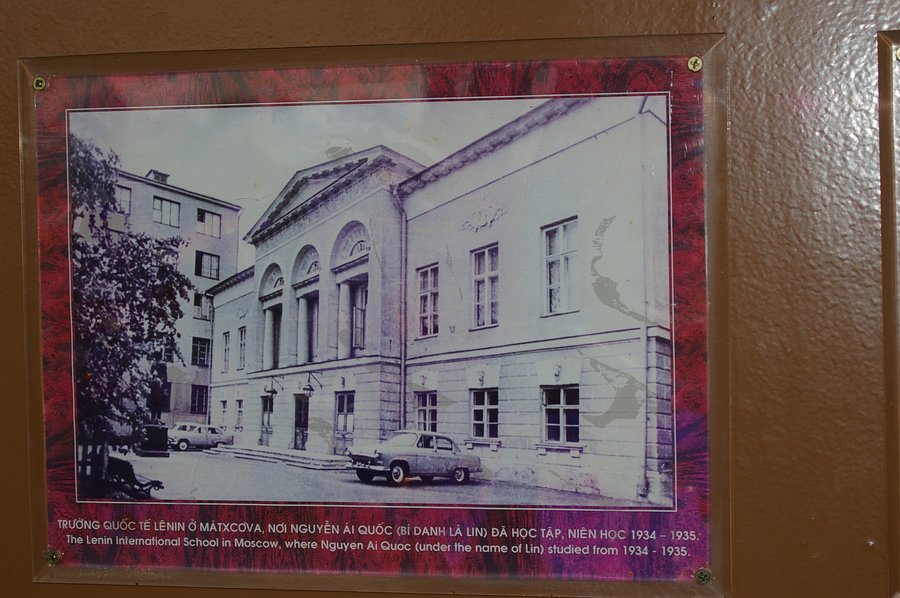 TRƯỜNG QUỐC TẾ LÊNIN Ở MÁTXCƠVA, NƠI NGUYỄN ÁI QUỐC (BÍ DANH LÀ LIN) ĐÃ HỌC TẬP, NIÊN HỌC 1934 – 1935.
The Lenin International School in Moscow, where Nguyen Ai Quoc (under the name of Lin) studied from 1934 - 1935.